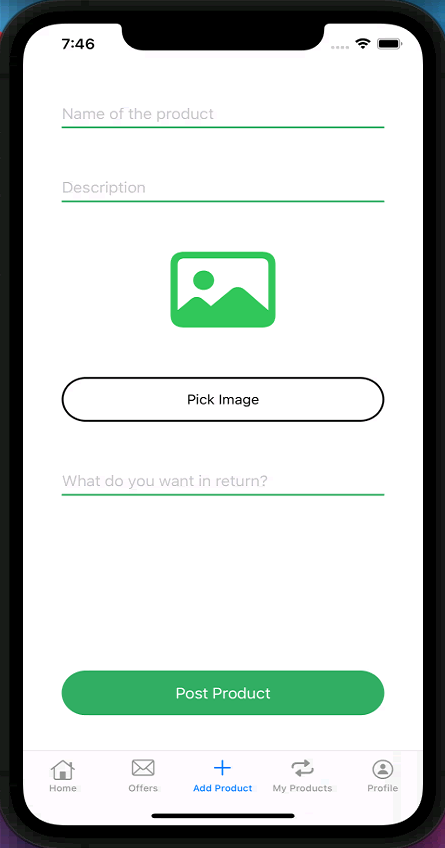 7:46
Name of the product
Description
Pick Image
What do you want in return?
Post Product
Home Offers Add Product My Products Profile